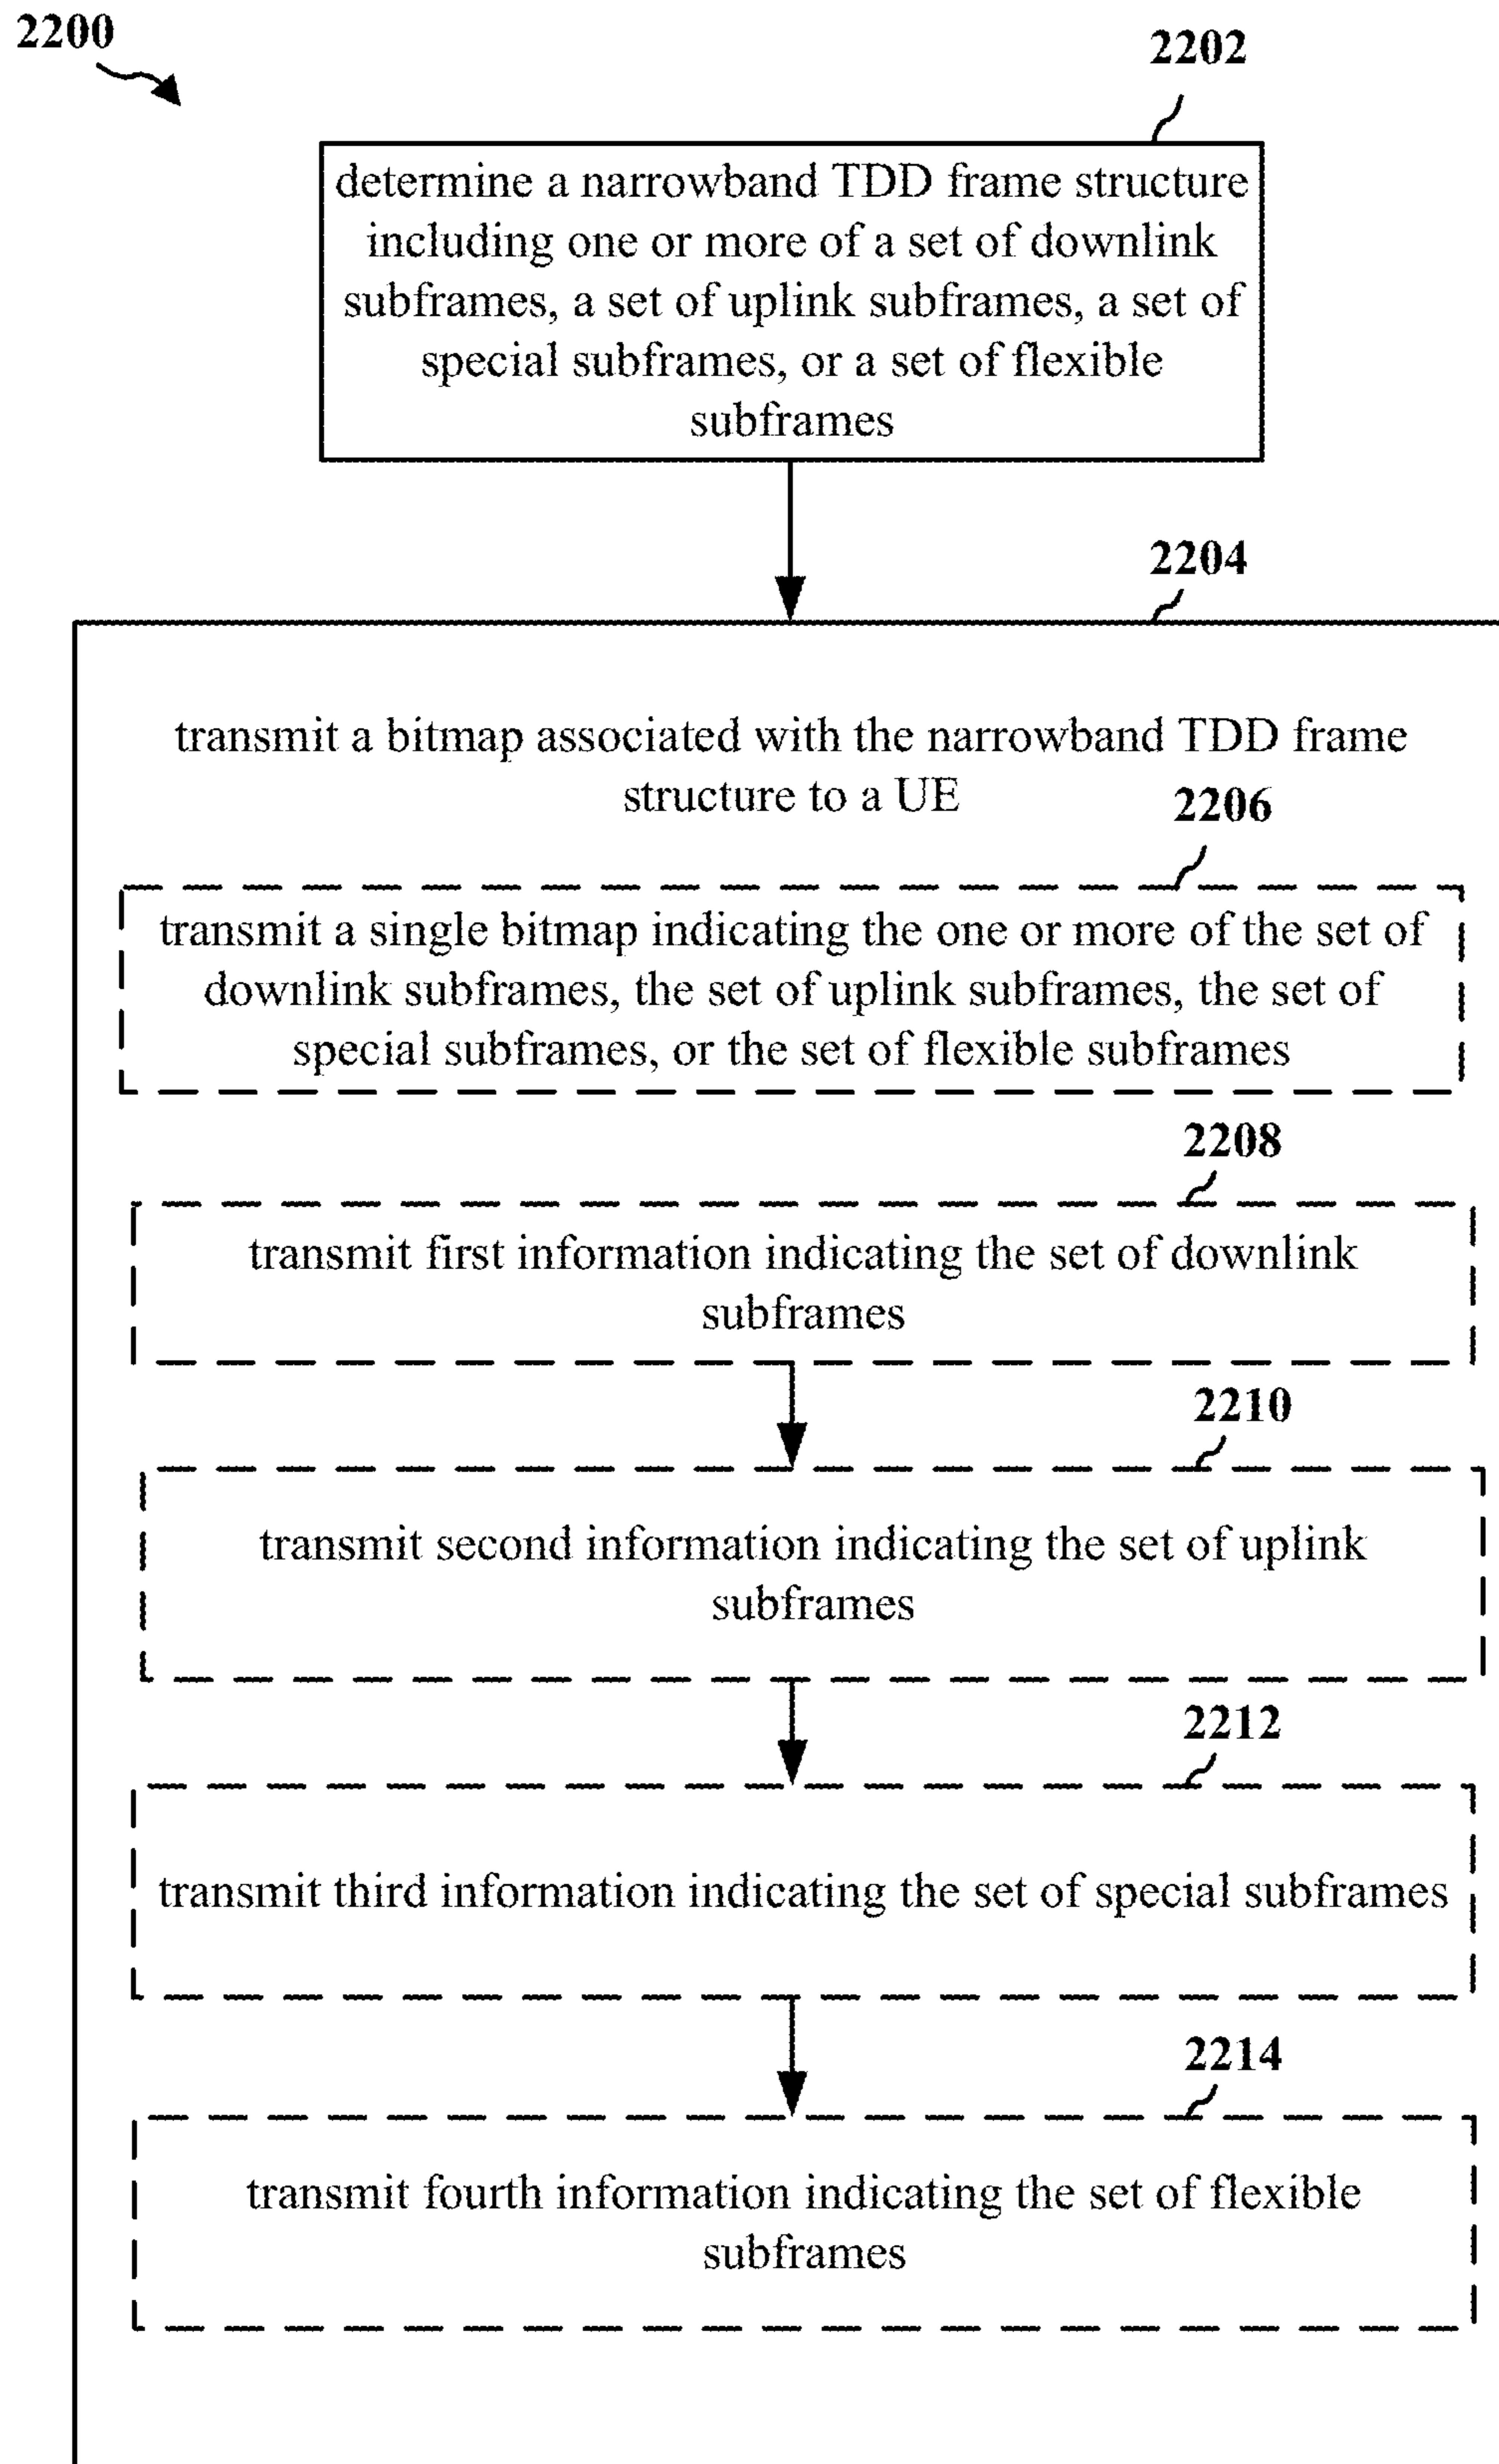 2200
2202
determine a narrowband TDD frame structure
including one or more of a set of downlink
subframes, a set of uplink subframes, a set of
special subframes, or a set of flexible
subframes
2204
transmit a bitmap associated with the narrowband TDD frame
structure to a UE
2206
transmit a single bitmap indicating the one or more of the set of
downlink subframes, the set of uplink subframes, the set of
special subframes, or the set of flexible subframes
2208
transmit first information indicating the set of downlink
subframes
2210
transmit second information indicating the set of uplink
subframes
2212
transmit third information indicating the set of special subframes
2214
transmit fourth information indicating the set of flexible
subframes